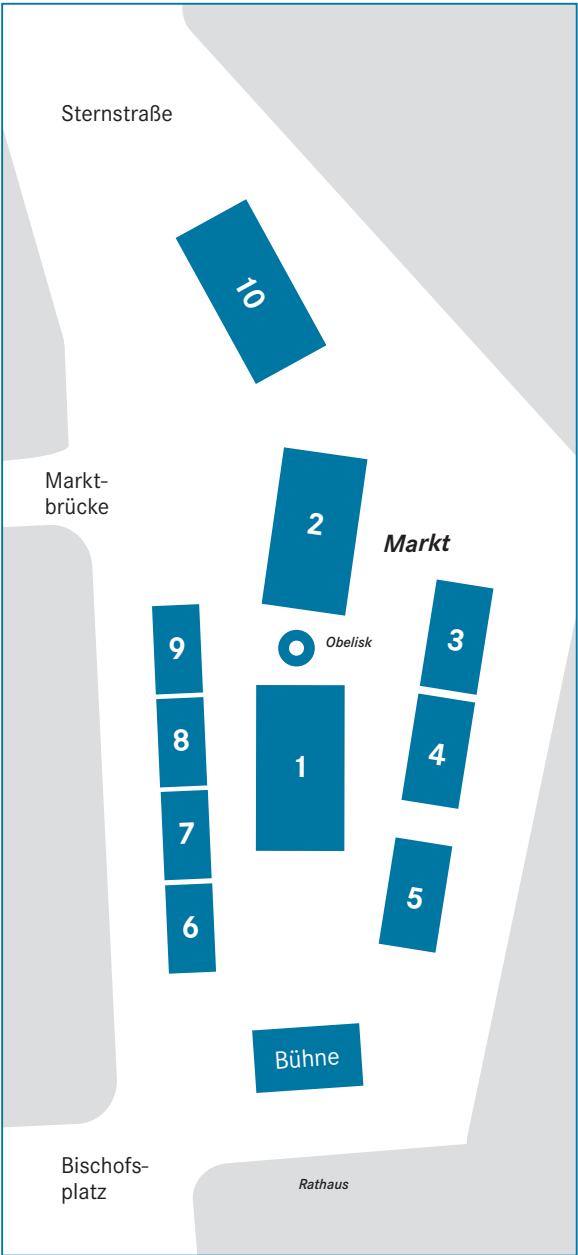 Sternstraße
10
Markt-
brücke
2
Markt
3
9
Obelisk
8
1
4
7
5
6
Bühne
Bischofs-
platz
Rathaus